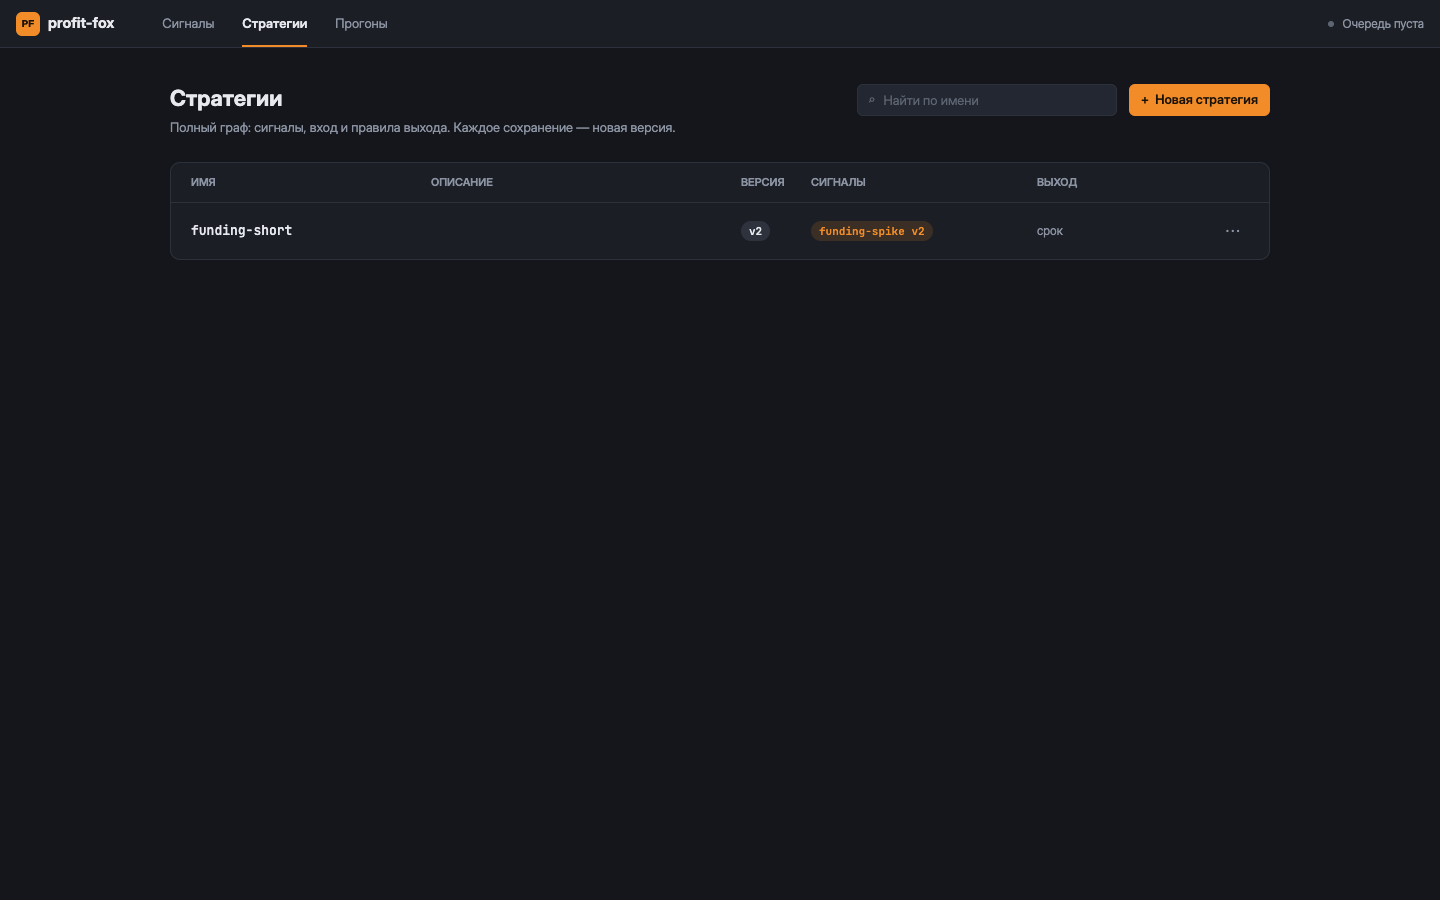 PF profit-fox Сигналы Стратегии Прогоны Очередь пуста
Стратегии
Найти по имени
+ Новая стратегия
Полный граф: сигналы, вход и правила выхода. Каждое сохранение — новая версия.
ИМЯ ОПИСАНИЕ ВЕРСИЯ СИГНАЛЫ ВЫХОД
funding-short v2 funding-spike v2 срок ...